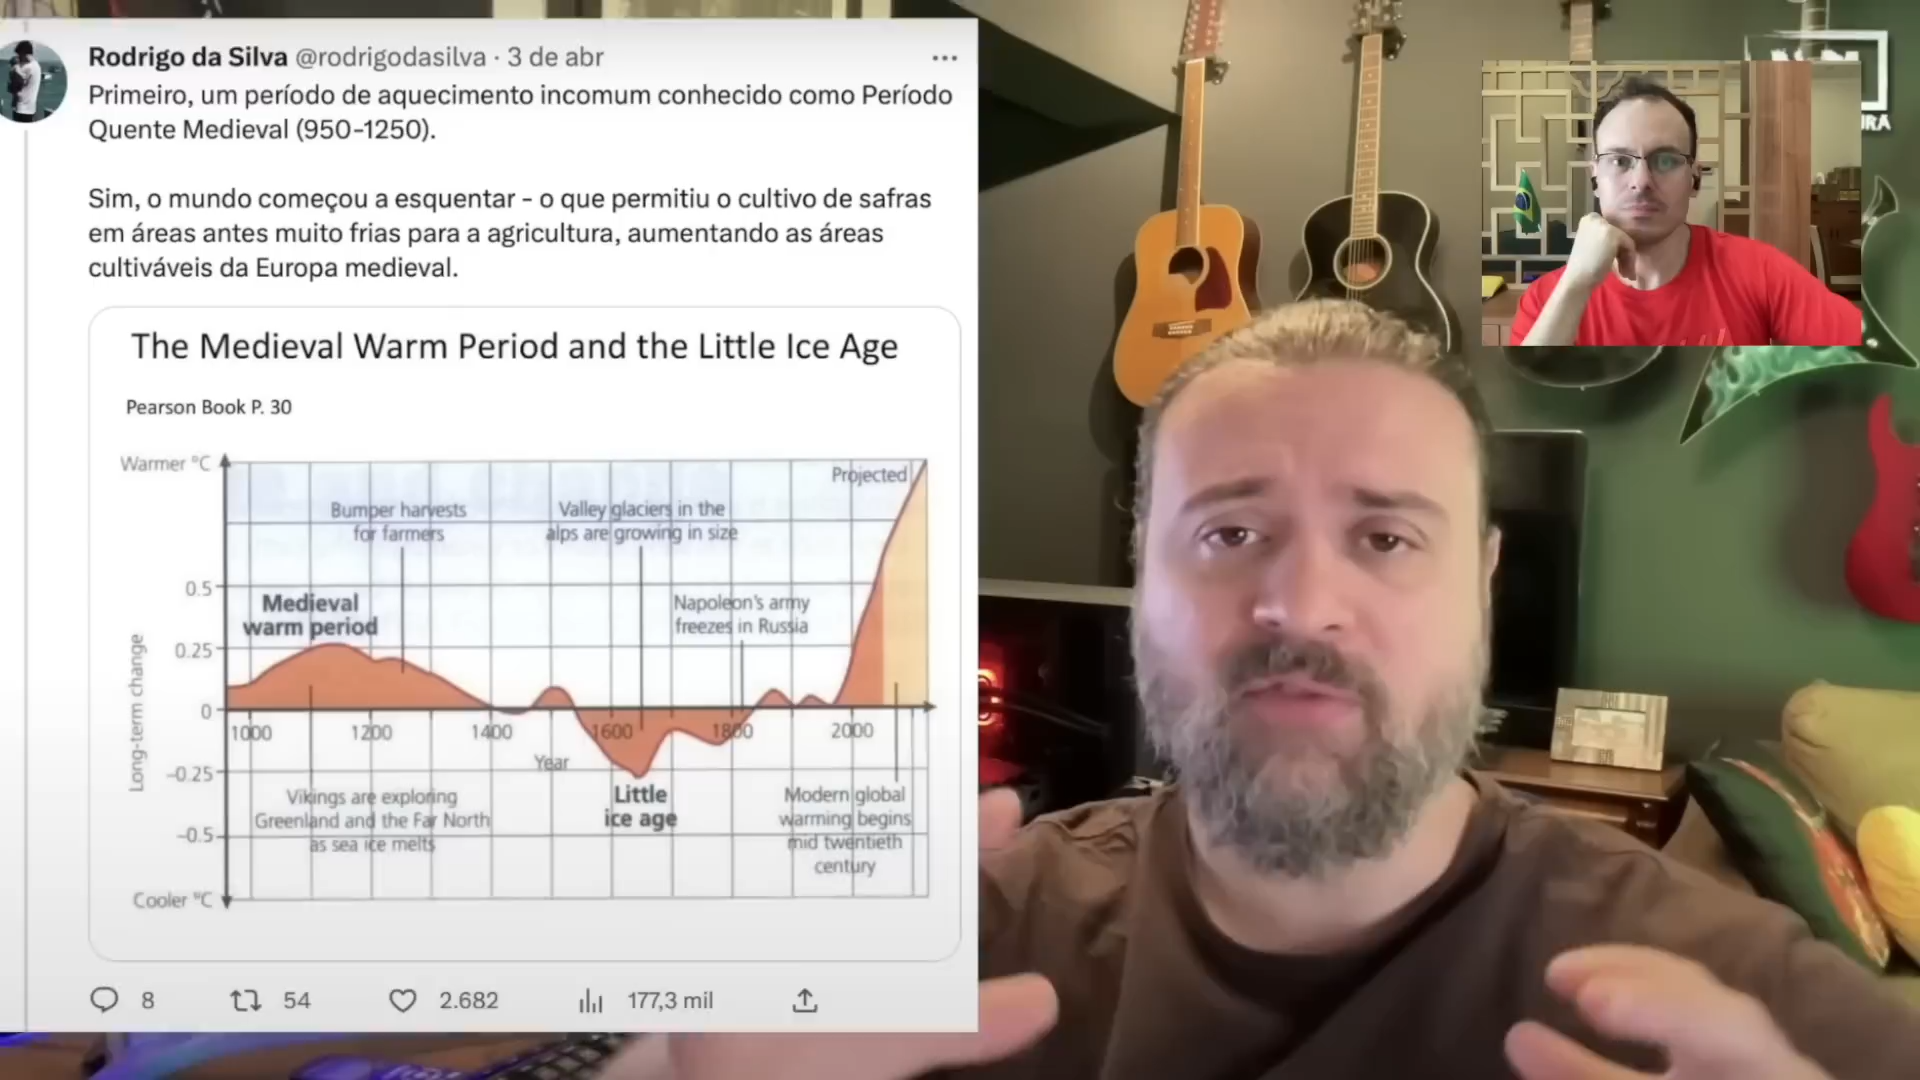 Rodrigo da Silva @rodrigodasilva · 3 de abr
Primeiro, um período de aquecimento incomum conhecido como Período
Quente Medieval (950-1250).
Sim, o mundo começou a esquentar - o que permitiu o cultivo de safras
em áreas antes muito frias para a agricultura, aumentando as áreas
cultiváveis da Europa medieval.
The Medieval Warm Period and the Little Ice Age
Pearson Book P. 30
Warmer °C
Projected
Bumper harvests
for farmers
Valley glaciers in the
alps are growing in size
0.5
Medieval
warm period
Napoleon's army
freezes in Russia
0.25
Long-term change
0
1000
1200
1400
1600
1800
2000
Year
-0.25
Vikings are exploring
Greenland and the Far North
as sea ice melts
Little
ice age
Modern global
warming begins
mid twentieth
century
-0.5
Cooler °C
8
54
2.682
177,3 mil